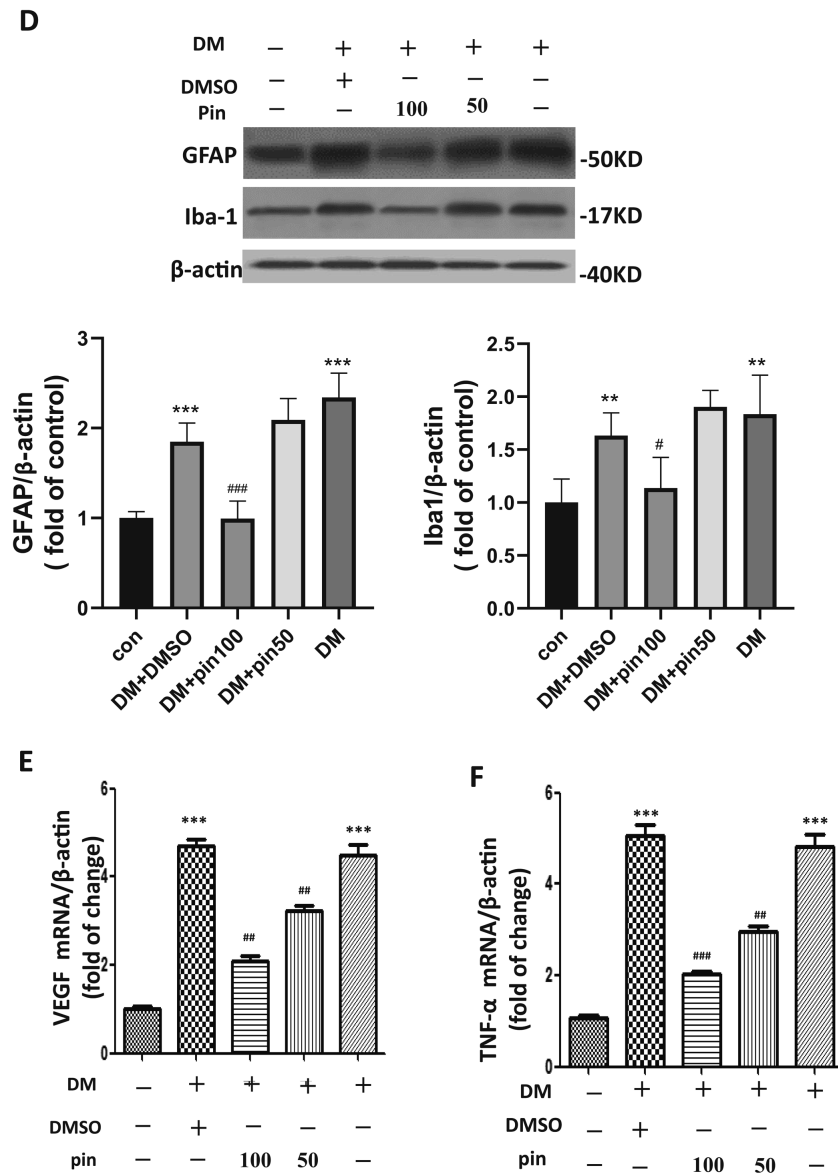 D
DM − + + + +
DMSO − + − − −
Pin − − 100 50 −
GFAP -50KD
Iba-1 -17KD
β-actin -40KD
GFAP/β-actin
( fold of control)
3
2
1
0
***
###
***
con
DM+DMSO
DM+pin100
DM+pin50
DM
Iba1/β-actin
( fold of control)
2.5
2.0
1.5
1.0
0.5
0.0
**
#
**
con
DM+DMSO
DM+pin100
DM+pin50
DM
E
VEGF mRNA/β-actin
(fold of change)
6
4
2
0
***
##
##
***
DM − + + + +
DMSO − + − − −
pin − − 100 50 −
F
TNF-α mRNA/β-actin
(fold of change)
6
4
2
0
***
###
##
***
DM − + + + +
DMSO − + − − −
pin − − 100 50 −